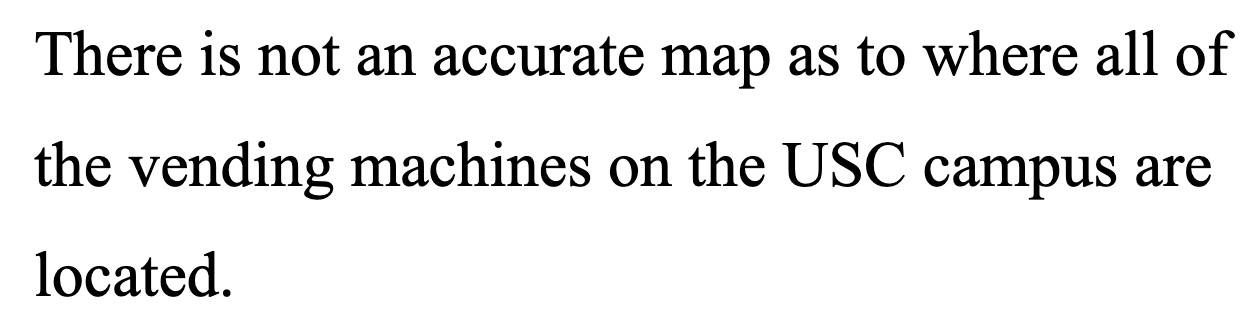 There is not an accurate map as to where all of
the vending machines on the USC campus are
located.